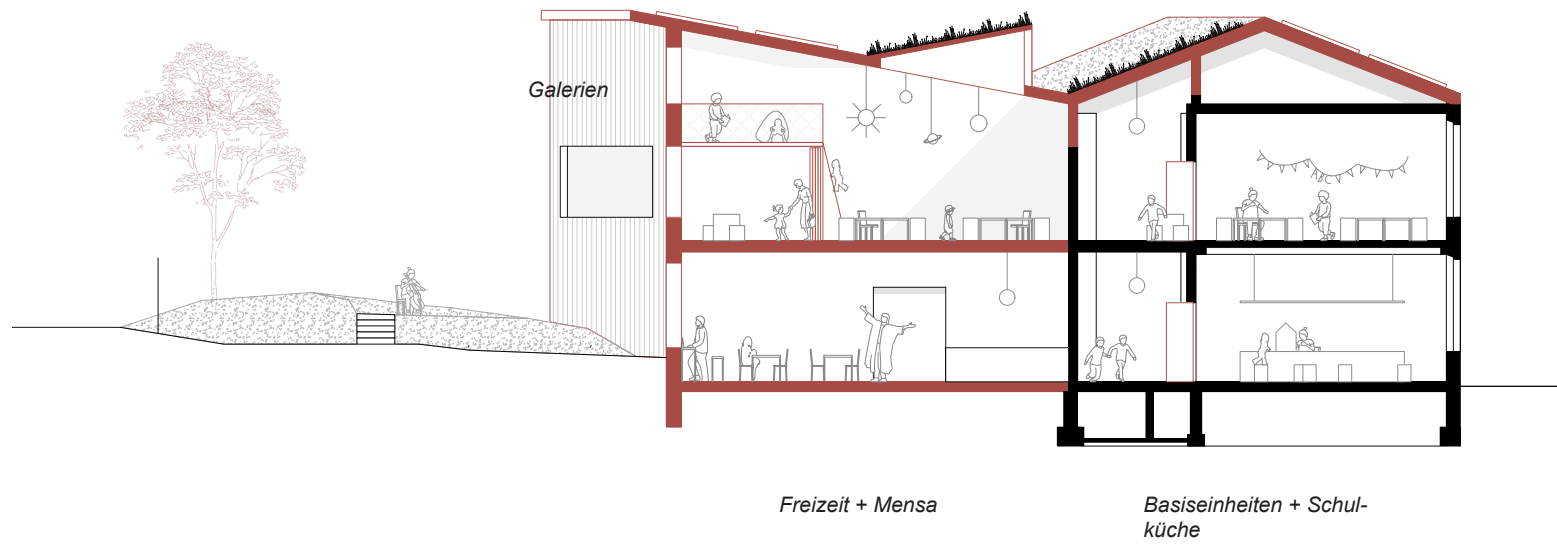 Galerien
Freizeit + Mensa
Basiseinheiten + Schul-
küche